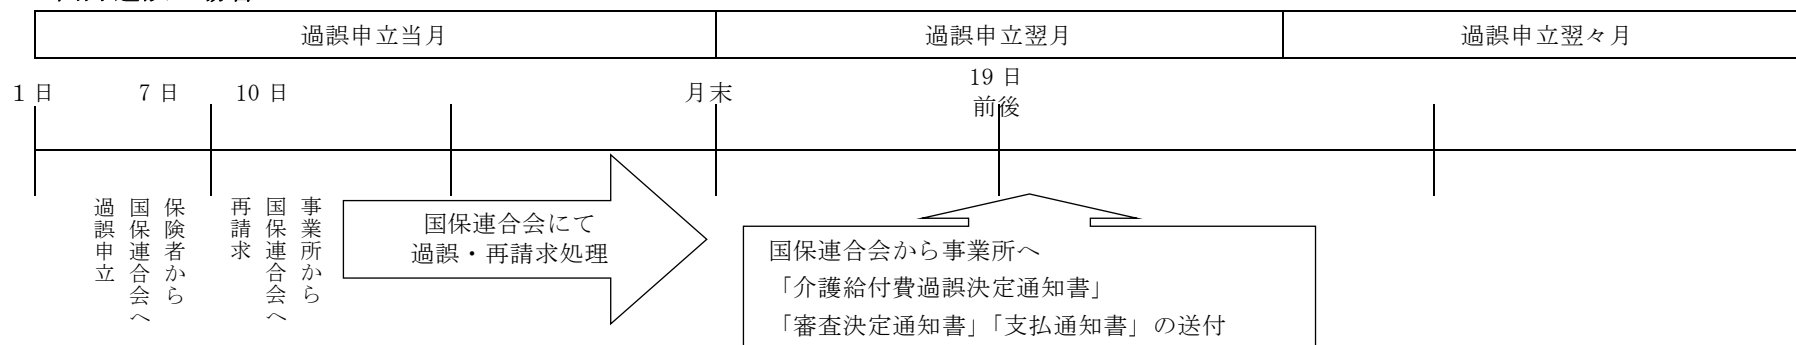 過誤申立当月
過誤申立翌月
過誤申立翌々月
1日
7日
10日
月末
19日
前後
保険者から
国保連合会へ
過誤申立
事業所から
国保連合会へ
再請求
国保連合会にて
過誤・再請求処理
国保連合会から事業所へ
「介護給付費過誤決定通知書」
「審査決定通知書」「支払通知書」の送付